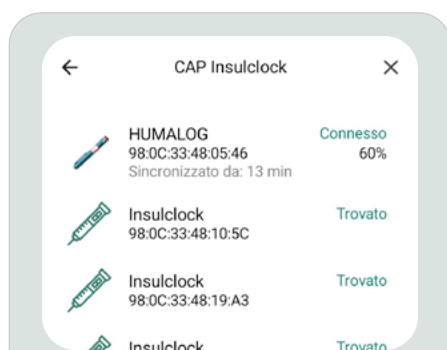 CAP Insulclock
HUMALOG
Connesso
98:0C:33:48:05:46
60%
Sincronizzato da: 13 min
Insulclock
Trovato
98:0C:33:48:10:5C
Insulclock
Trovato
98:0C:33:48:19:A3
Insulclock
Trovato